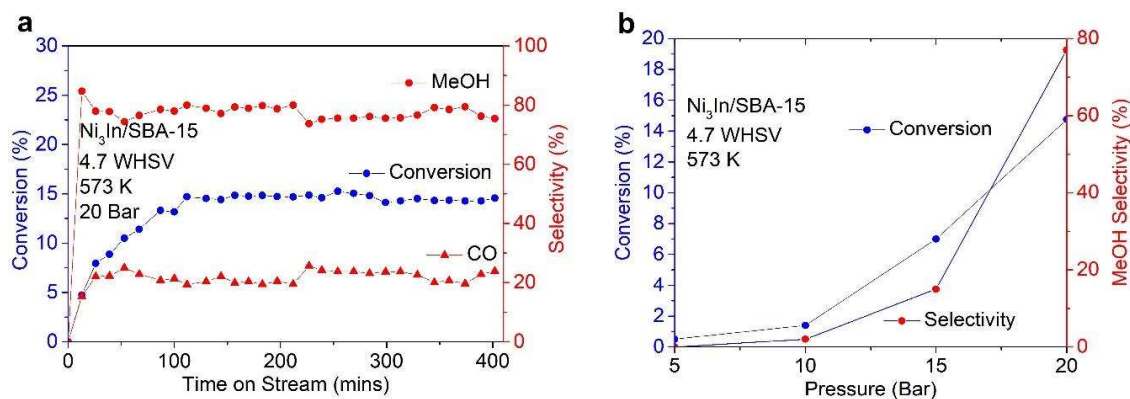 a
30
25
20
15
10
5
0
Conversion (%)
MeOH
Ni₃In/SBA-15
4.7 WHSV
573 K
20 Bar
Conversion
CO
100
80
60
40
20
0
Selectivity (%)
0
100
200
300
400
Time on Stream (mins)
b
20
18
16
14
12
10
8
6
4
2
0
Conversion (%)
Ni₃In/SBA-15
4.7 WHSV
573 K
Conversion
Selectivity
80
60
40
20
0
MeOH Selectivity (%)
5
10
15
20
Pressure (Bar)